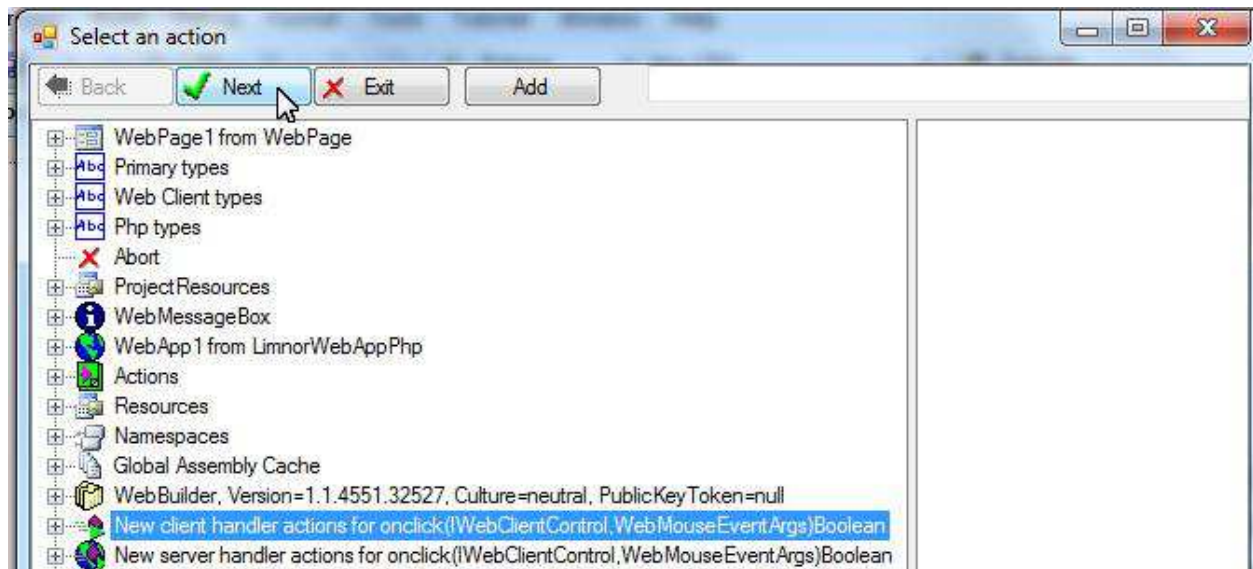 Select an action
Back Next Exit Add
WebPage1 from WebPage
Abc Primary types
Abc Web Client types
Abc Php types
Abort
ProjectResources
WebMessageBox
WebApp1 from LimnorWebAppPhp
Actions
Resources
Namespaces
Global Assembly Cache
WebBuilder, Version=1.1.4551.32527, Culture=neutral, PublicKeyToken=null
New client handler actions for onclick(IWebClientControl,WebMouseEventArgs)Boolean
New server handler actions for onclick(IWebClientControl,WebMouseEventArgs)Boolean